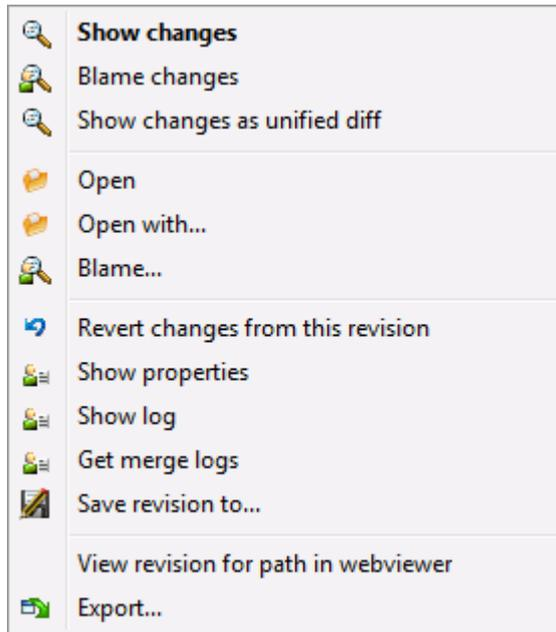 Show changes
Blame changes
Show changes as unified diff
Open
Open with...
Blame...
Revert changes from this revision
Show properties
Show log
Get merge logs
Save revision to...
View revision for path in webviewer
Export...